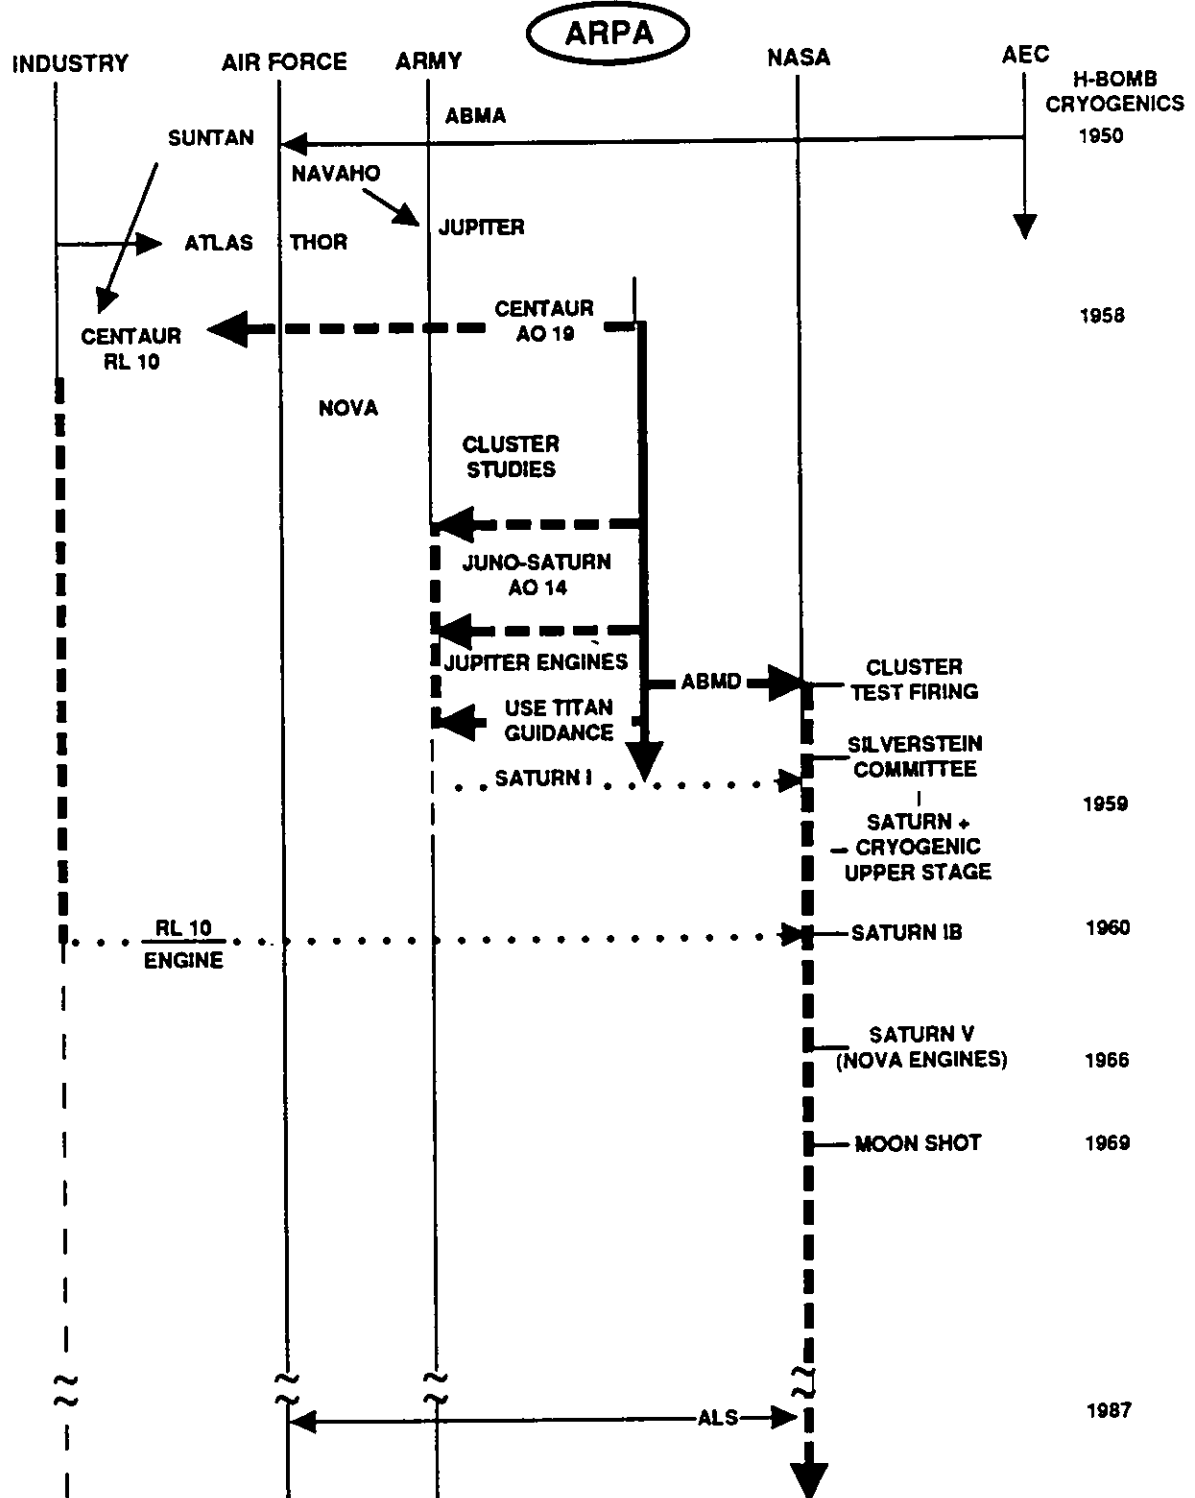 ARPA
INDUSTRY
AIR FORCE
ARMY
NASA
AEC
H-BOMB
CRYOGENICS
ABMA
SUNTAN
1950
NAVAHO
JUPITER
ATLAS
THOR
CENTAUR
AO 19
1958
CENTAUR
RL 10
NOVA
CLUSTER
STUDIES
JUNO-SATURN
AO 14
JUPITER ENGINES
ABMD
CLUSTER
TEST FIRING
USE TITAN
GUIDANCE
SILVERSTEIN
COMMITTEE
SATURN I
1959
SATURN +
CRYOGENIC
UPPER STAGE
RL 10
ENGINE
SATURN IB
1960
SATURN V
(NOVA ENGINES)
1966
MOON SHOT
1969
ALS
1987